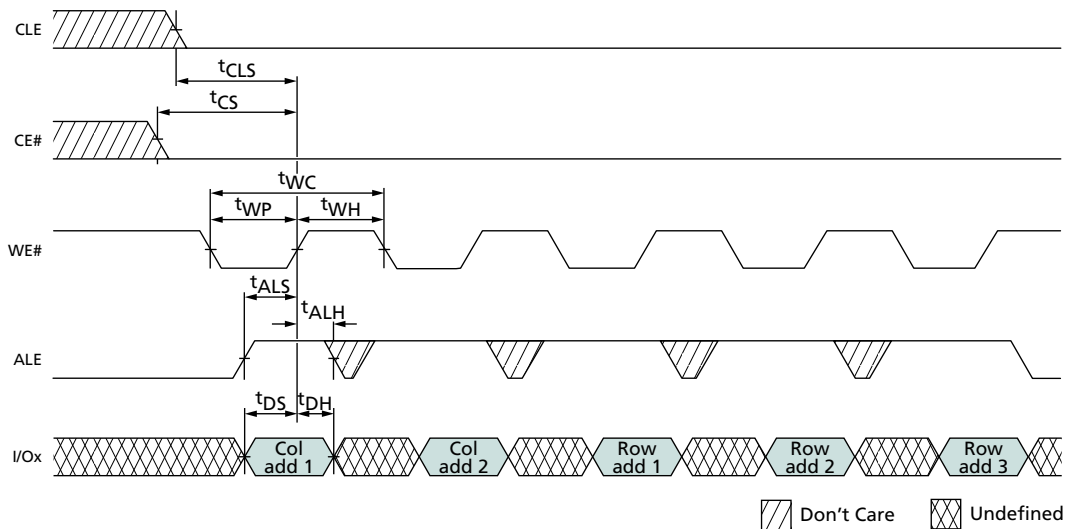 CLE
tCLS
tCS
CE#
tWC
tWP tWH
WE#
tALS
tALH
ALE
tDS tDH
I/Ox
Col
add 1
Col
add 2
Row
add 1
Row
add 2
Row
add 3
Don't Care
Undefined